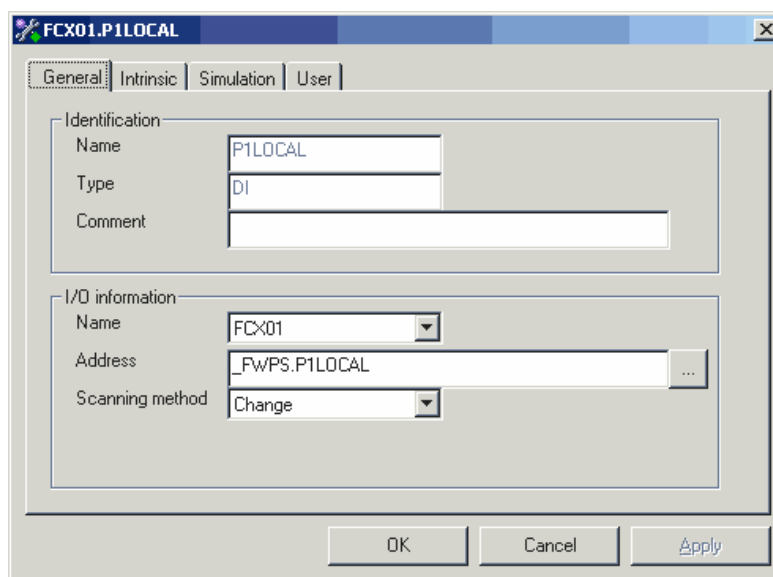 FCX01.P1LOCAL
General Intrinsic Simulation User
Identification
Name P1LOCAL
Type DI
Comment
I/O information
Name FCX01
Address _FWPS.P1LOCAL ...
Scanning method Change
OK Cancel Apply